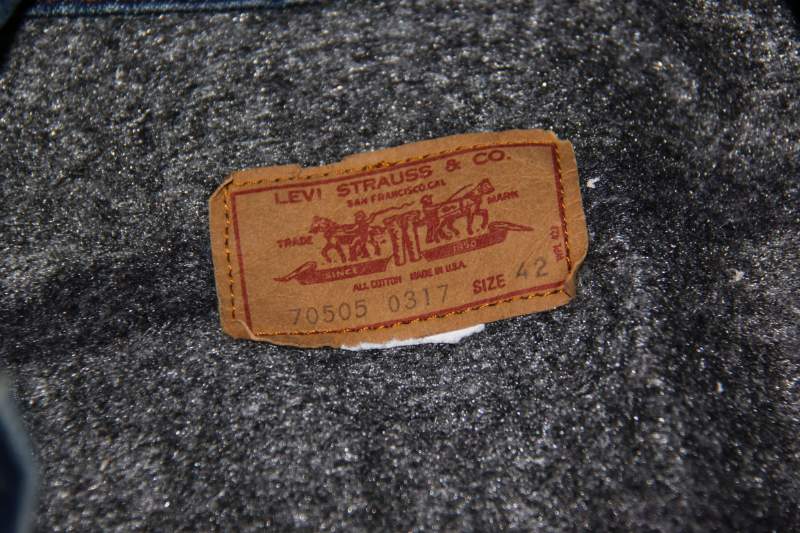 LEVI STRAUSS & CO.
SAN FRANCISCO, CAL
TRADE MARK
SINCE 1850
ALL COTTON MADE IN U.S.A.
70505 0317 SIZE 42